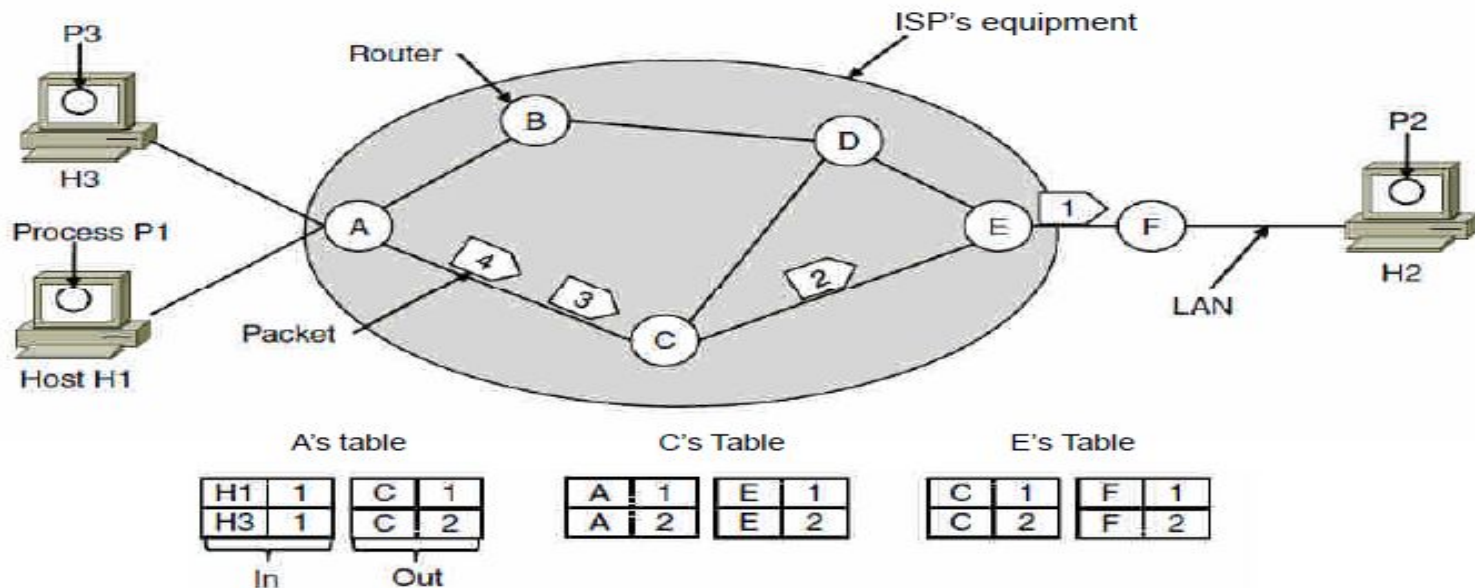 ISP's equipment
P3
Router
B
D
P2
H3
1
A
E
F
Process P1
4
3
2
H2
LAN
Packet
C
Host H1
A's table
C's Table
E's Table
H1 1 C 1 A 1 E 1 C 1 F 1
H3 1 C 2 A 2 E 2 C 2 F 2
In Out